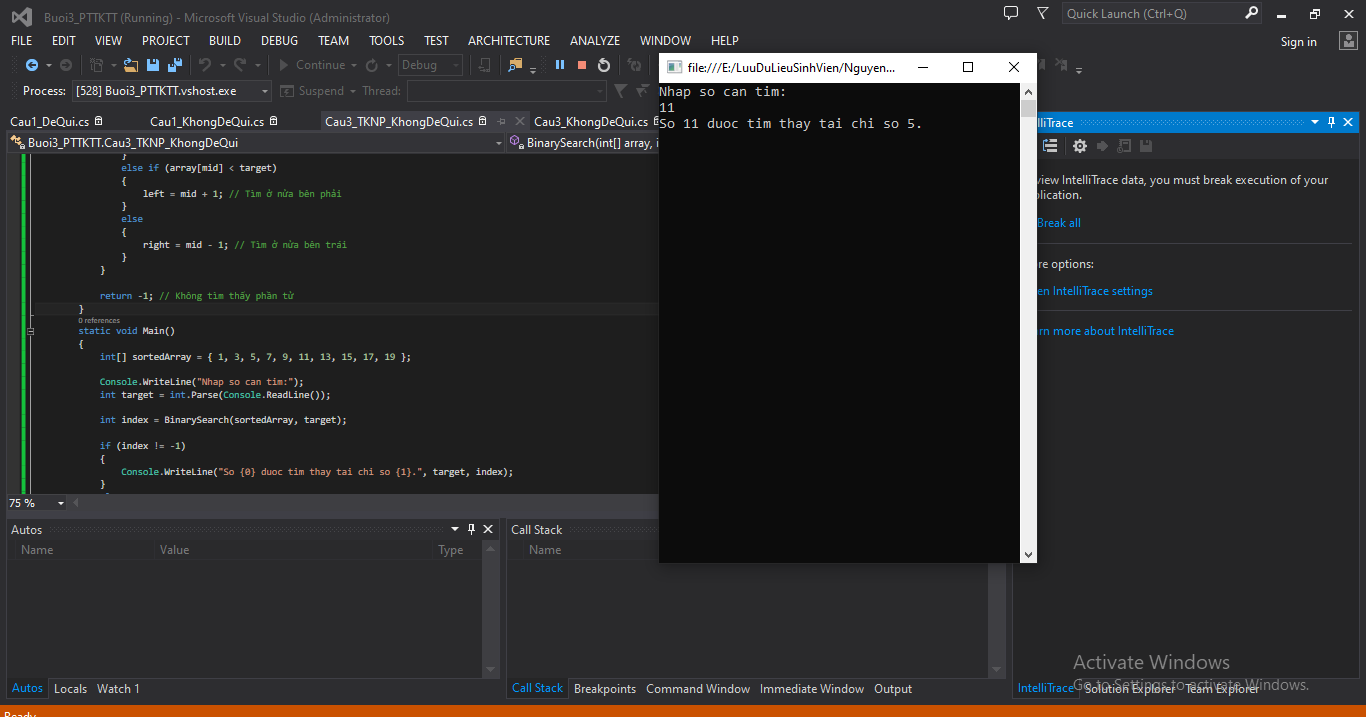 Buoi3_PTTKTT (Running) - Microsoft Visual Studio (Administrator)
Quick Launch (Ctrl+Q)
FILE EDIT VIEW PROJECT BUILD DEBUG TEAM TOOLS TEST ARCHITECTURE ANALYZE WINDOW HELP
Sign in
Continue Debug
Process: [528] Buoi3_PTTKTT.vshost.exe Suspend Thread:
Cau1_DeQui.cs Cau1_KhongDeQui.cs Cau3_TKNP_KhongDeQui.cs Cau3_KhongDeQui.cs
Buoi3_PTTKTT.Cau3_TKNP_KhongDeQui BinarySearch(int[] array, i
}
else if (array[mid] < target)
{
left = mid + 1; // Tìm ở nửa bên phải
}
else
{
right = mid - 1; // Tìm ở nửa bên trái
}
}
return -1; // Không tìm thấy phần tử
}
0 references
static void Main()
{
int[] sortedArray = { 1, 3, 5, 7, 9, 11, 13, 15, 17, 19 };
Console.WriteLine("Nhap so can tim:");
int target = int.Parse(Console.ReadLine());
int index = BinarySearch(sortedArray, target);
if (index != -1)
{
Console.WriteLine("So {0} duoc tim thay tai chi so {1}.", target, index);
}
75 %
file:///E:/LuuDuLieuSinhVien/Nguyen...
Nhap so can tim:
11
So 11 duoc tim thay tai chi so 5.
lliTrace
view IntelliTrace data, you must break execution of your
plication.
Break all
re options:
en IntelliTrace settings
rn more about IntelliTrace
Autos
Name Value Type
Call Stack
Name
Autos Locals Watch 1
Call Stack Breakpoints Command Window Immediate Window Output
IntelliTrace Solution Explorer Team Explorer
Activate Windows
Go to Settings to activate Windows.
Ready